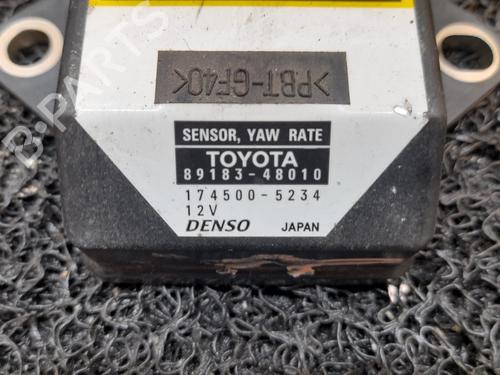 >PBT-GF40<
SENSOR, YAW RATE
TOYOTA
89183-48010
174500-5234
12V
DENSO JAPAN
B-Parts